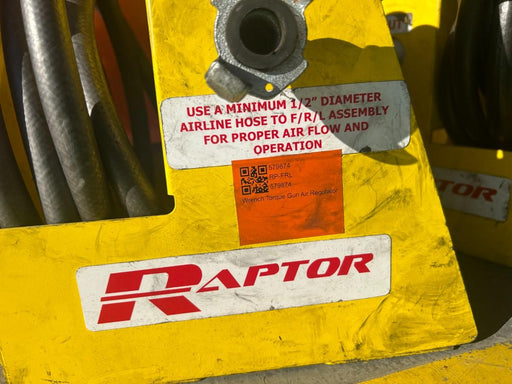 USE A MINIMUM 1/2" DIAMETER
AIRLINE HOSE TO F/R/L ASSEMBLY
FOR PROPER AIR FLOW AND
OPERATION
579874
RP-FRL
579874
Wrench Torque Gun Air Regulator
RAPTOR
RAPTOR